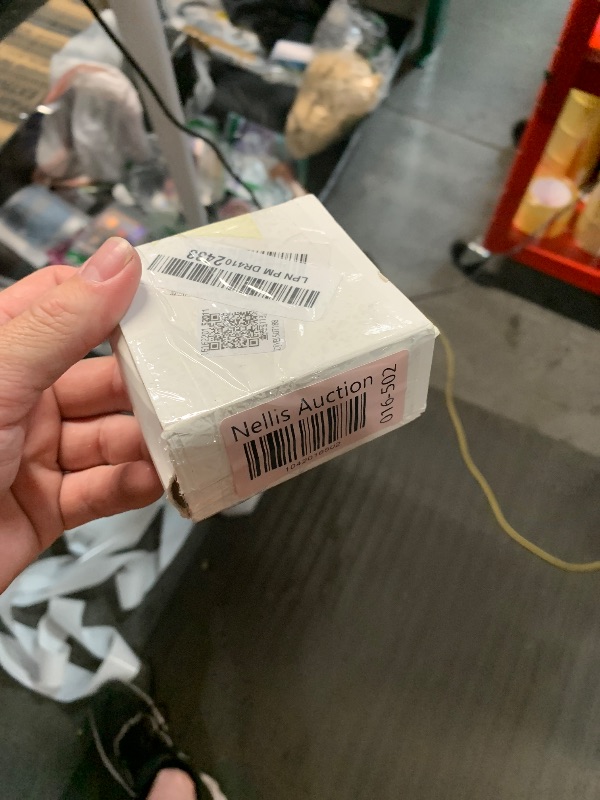 LPN PM DR4102433
Nellis Auction
016-502